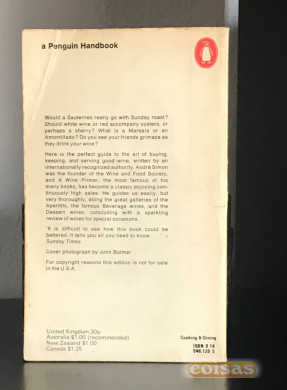 a Penguin Handbook
Would a Sauternes really go with Sunday roast?
Should white wine or red accompany oysters, or
perhaps a sherry? What is a Marsala or an
Amontillado? Do you see your friends grimace as
they drink your wine?
Here is the perfect guide to the art of buying,
keeping, and serving good wine, written by an
internationally recognized authority. André Simon
was the founder of the Wine and Food Society,
and A Wine Primer, the most famous of his
many books, has become a classic enjoying con-
tinuously high sales. He guides us easily, but
very thoroughly, along the great galleries of the
Aperitifs, the famous Beverage wines, and the
Dessert wines, concluding with a sparkling
review of wines for special occasions.
'It is difficult to see how this book could be
bettered. It tells you all you need to know' –
Sunday Times
Cover photograph by John Bulmer
For copyright reasons this edition is not for sale
in the U.S.A.
United Kingdom 30p
Australia $1.00 (recommended)
New Zealand $1.00
Canada $1.25
Cooking & Dining
ISBN 0 14
046.120 5
coisas